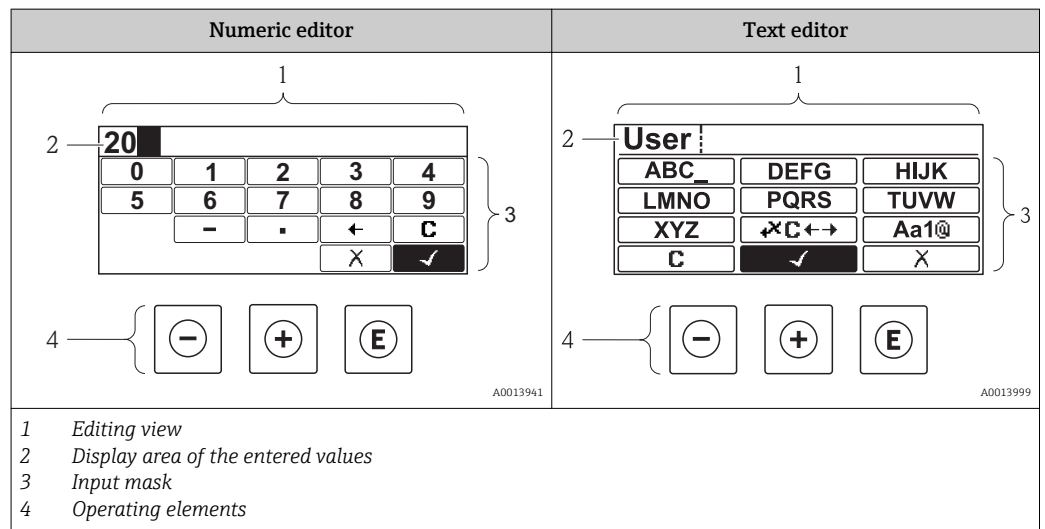 Numeric editor Text editor
1 1
2 20 2 User
0 1 2 3 4 ABC_ DEFG HIJK
5 6 7 8 9 LMNO PQRS TUVW
3 3
− . ← C XYZ ↲✕C←→ Aa1@
✕ ✓ C ✓ ✕
4 − + E 4 − + E
A0013941 A0013999
1 Editing view
2 Display area of the entered values
3 Input mask
4 Operating elements